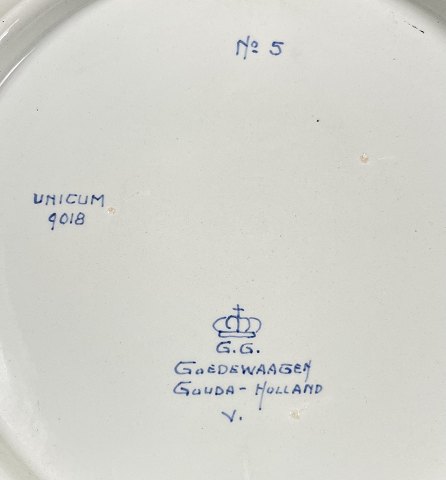 No 5
UNICUM
9018
G.G.
GOEDEWAAGEN
GOUDA - HOLLAND
V.